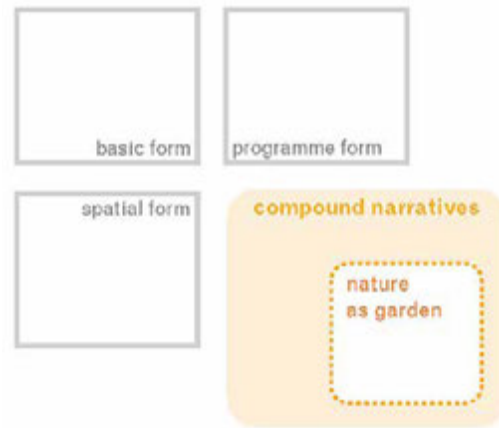 basic form
programme form
spatial form
compound narratives
nature
as garden